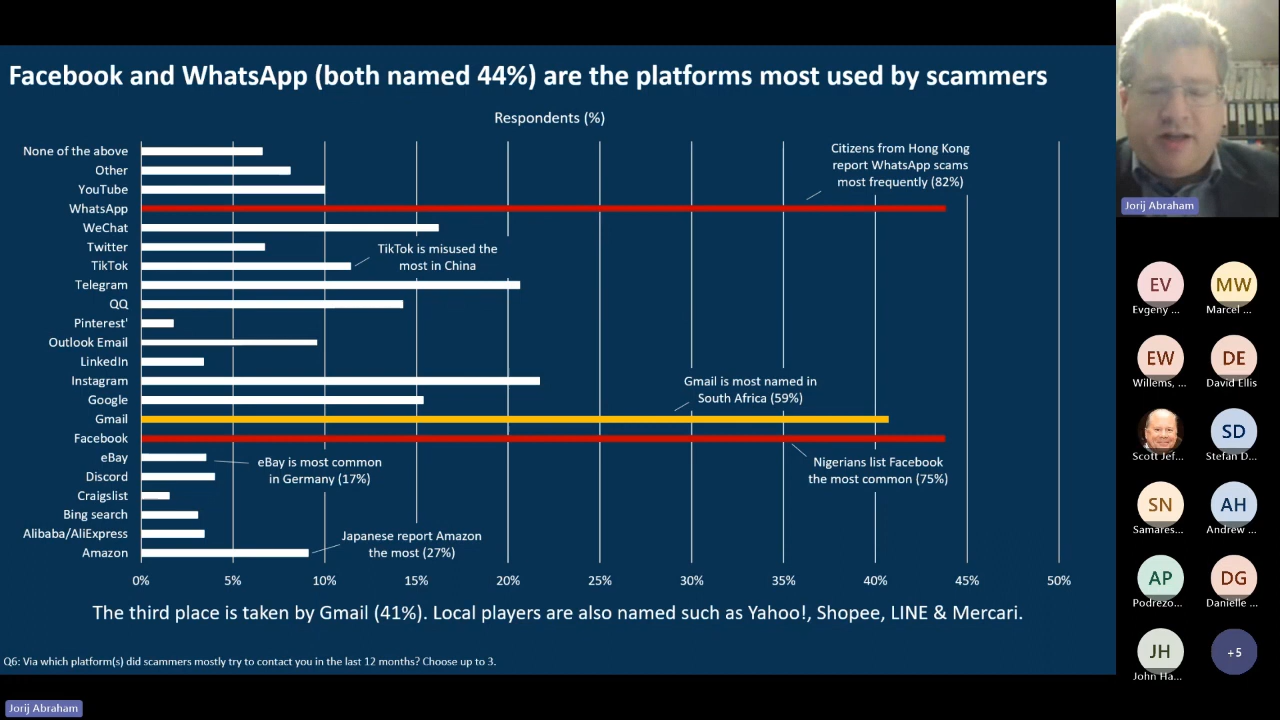 Facebook and WhatsApp (both named 44%) are the platforms most used by scammers
Respondents (%)
None of the above
Other
YouTube
WhatsApp
WeChat
Twitter
TikTok
Telegram
QQ
Pinterest'
Outlook Email
LinkedIn
Instagram
Google
Gmail
Facebook
eBay
Discord
Craigslist
Bing search
Alibaba/AliExpress
Amazon
Citizens from Hong Kong
report WhatsApp scams
most frequently (82%)
TikTok is misused the
most in China
Gmail is most named in
South Africa (59%)
eBay is most common
in Germany (17%)
Nigerians list Facebook
the most common (75%)
Japanese report Amazon
the most (27%)
0% 5% 10% 15% 20% 25% 30% 35% 40% 45% 50%
The third place is taken by Gmail (41%). Local players are also named such as Yahoo!, Shopee, LINE & Mercari.
Q6: Via which platform(s) did scammers mostly try to contact you in the last 12 months? Choose up to 3.
Jorij Abraham
Jorij Abraham
EV MW
Evgeny ... Marcel ...
EW DE
Willems, ... David Ellis
SD
Scott Jef... Stefan D...
SN AH
Samares... Andrew ...
AP DG
Podrezo... Danielle ...
JH +5
John Ha...